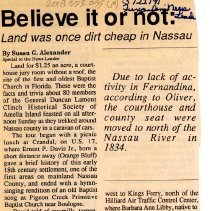 Believe it or not:
Land was once dirt cheap in Nassau
By Susan G. Alexander
Special to the News-Leader
Land for $1.25 an acre, a court-
house jury room without a roof, the
site of the first and oldest Baptist
Church in Florida. These were the
facts and trivia about 80 members
of the General Duncan Lamont
Clinch Historical Society of
Amelia Island feasted on all after-
noon Sunday as they trekked around
Nassau county in a caravan of cars.
The tour began with a picnic
lunch at Crandal, on U.S. 17,
where Ernest P. Davis Jr., born a
short distance away (Orange Bluff)
gave a brief history of this early
18th century settlement, one of the
first areas on mainland Nassau
County, and ended with a hymn-
singing rendition of an old Baptist
song at Pigeon Creek Primitive
Baptist Church near Boulogne.
Due to lack of ac-
tivity in Fernandina,
according to Oliver,
the courthouse and
county seat were
moved to north of the
Nassau River in
1834.
west to Kings Ferry, north of the
Hilliard Air Traffic Control Center,
where Barbara Ann Libby, native to